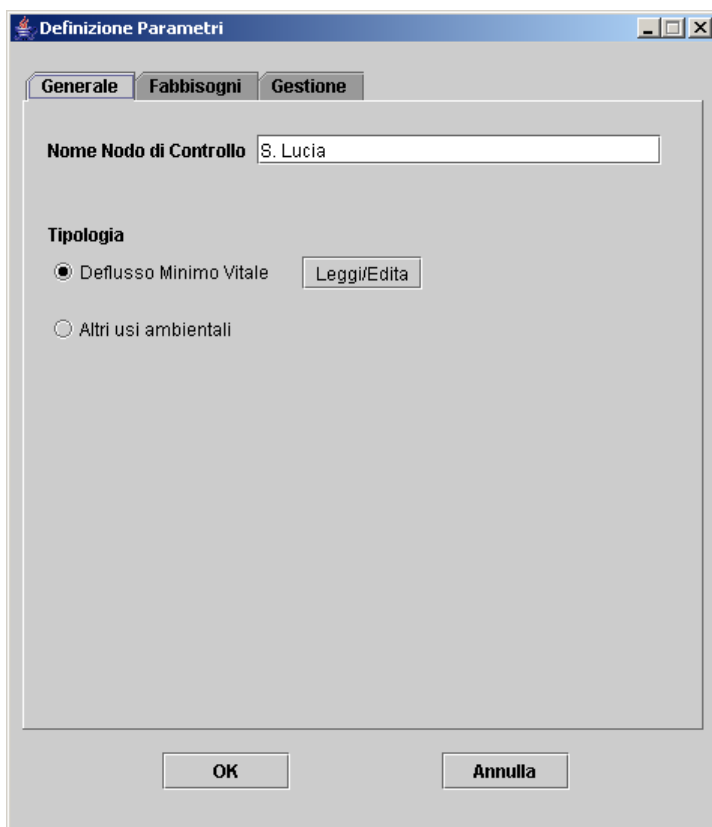 Definizione Parametri
Generale Fabbisogni Gestione
Nome Nodo di Controllo S. Lucia
Tipologia
Deflusso Minimo Vitale Leggi/Edita
Altri usi ambientali
OK Annulla